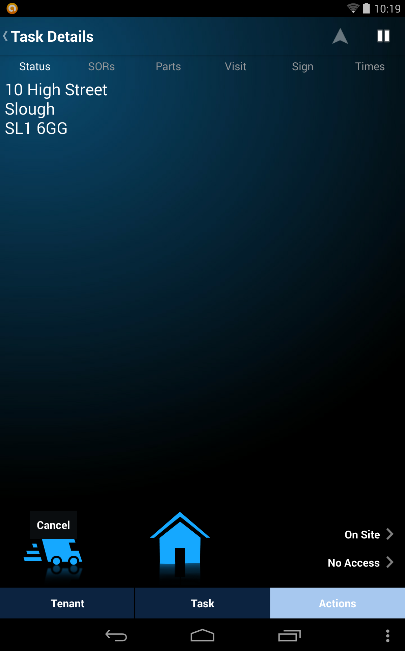 10:19
Task Details
Status SORs Parts Visit Sign Times
10 High Street
Slough
SL1 6GG
Cancel
On Site
No Access
Tenant Task Actions